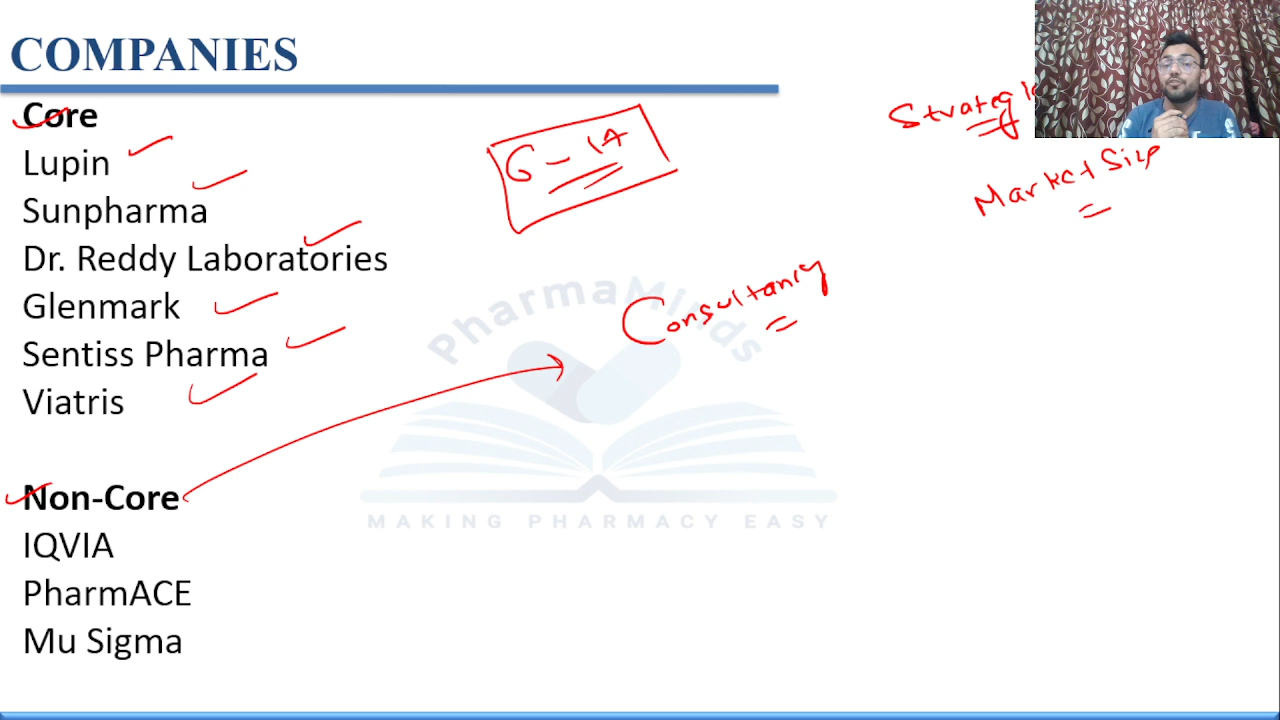 COMPANIES
Core
Lupin
Sunpharma
Dr. Reddy Laboratories
Glenmark
Sentiss Pharma
Viatris
Non-Core
IQVIA
PharmACE
Mu Sigma
6-14
Consultancy
Market Size
PharmaMinds
MAKING PHARMACY EASY